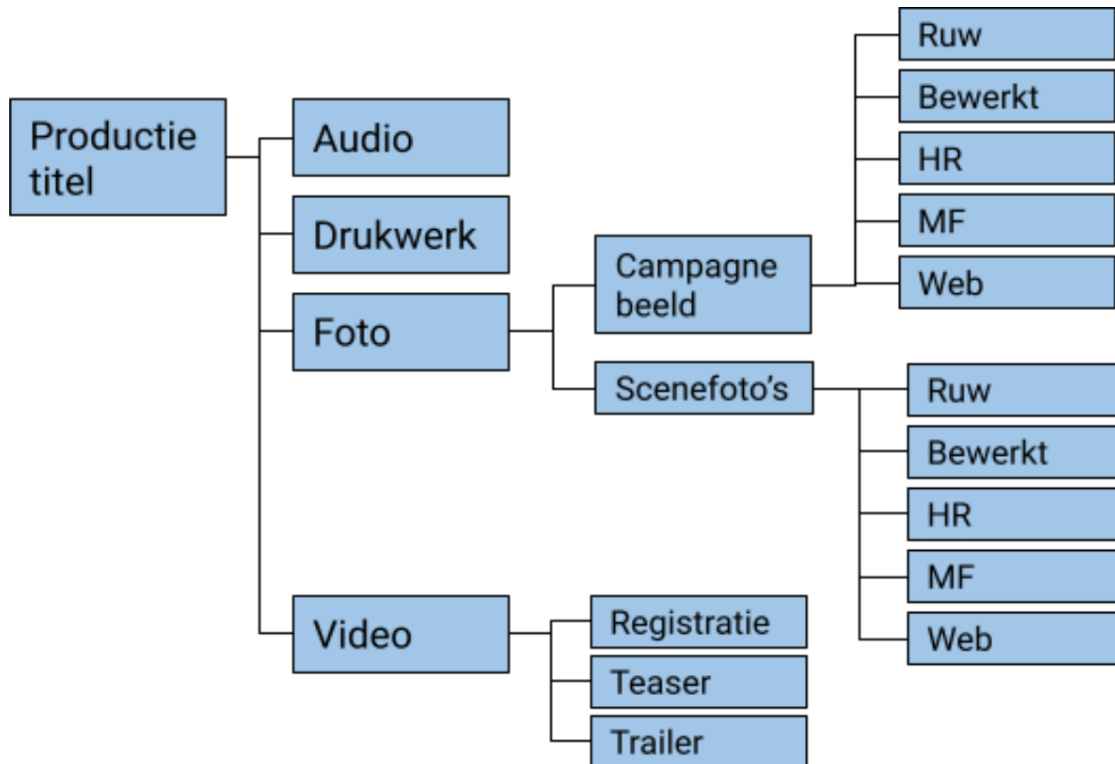 Productie
titel
Audio
Drukwerk
Foto
Campagne
beeld
Ruw
Bewerkt
HR
MF
Web
Scenefoto's
Ruw
Bewerkt
HR
MF
Web
Video
Registratie
Teaser
Trailer